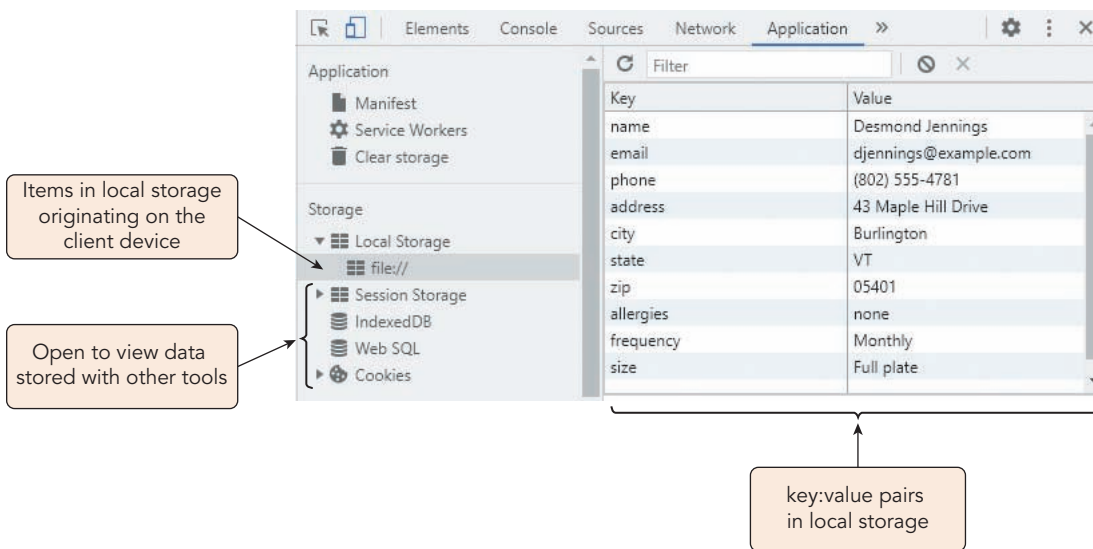 Elements Console Sources Network Application »
Application
Manifest
Service Workers
Clear storage
Storage
Local Storage
file://
Session Storage
IndexedDB
Web SQL
Cookies
Filter
Key Value
name Desmond Jennings
email djennings@example.com
phone (802) 555-4781
address 43 Maple Hill Drive
city Burlington
state VT
zip 05401
allergies none
frequency Monthly
size Full plate
Items in local storage
originating on the
client device
Open to view data
stored with other tools
key:value pairs
in local storage